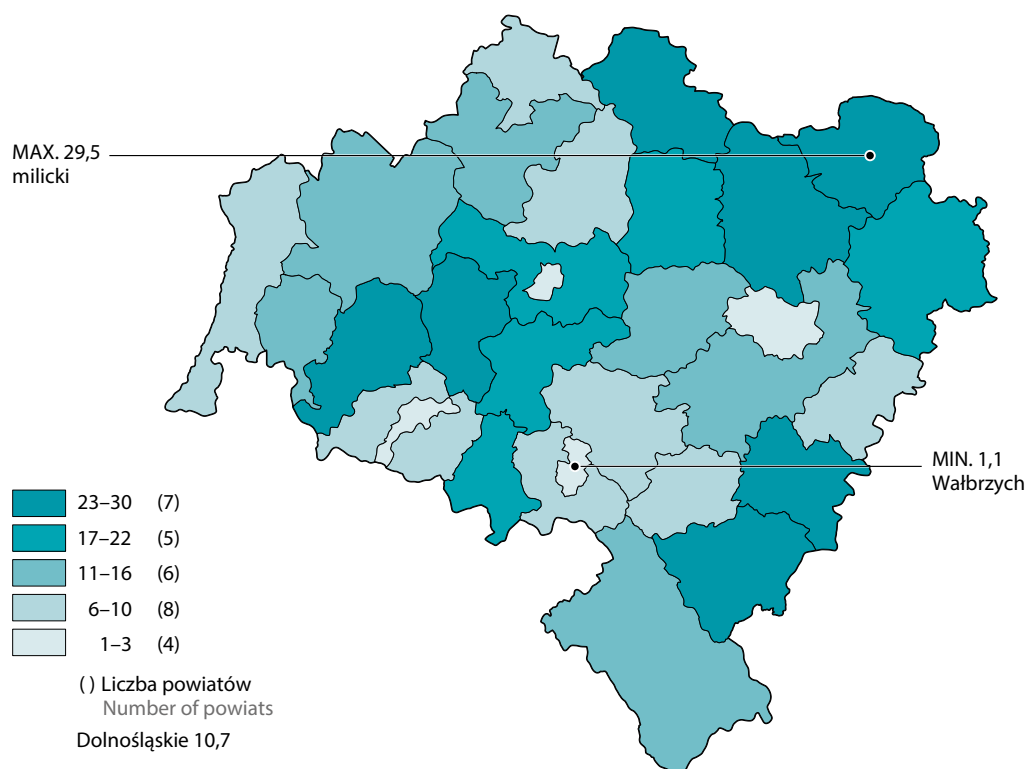 MAX. 29,5
milicki
MIN. 1,1
Wałbrzych
23–30 (7)
17–22 (5)
11–16 (6)
6–10 (8)
1–3 (4)
( ) Liczba powiatów
Number of powiats
Dolnośląskie 10,7